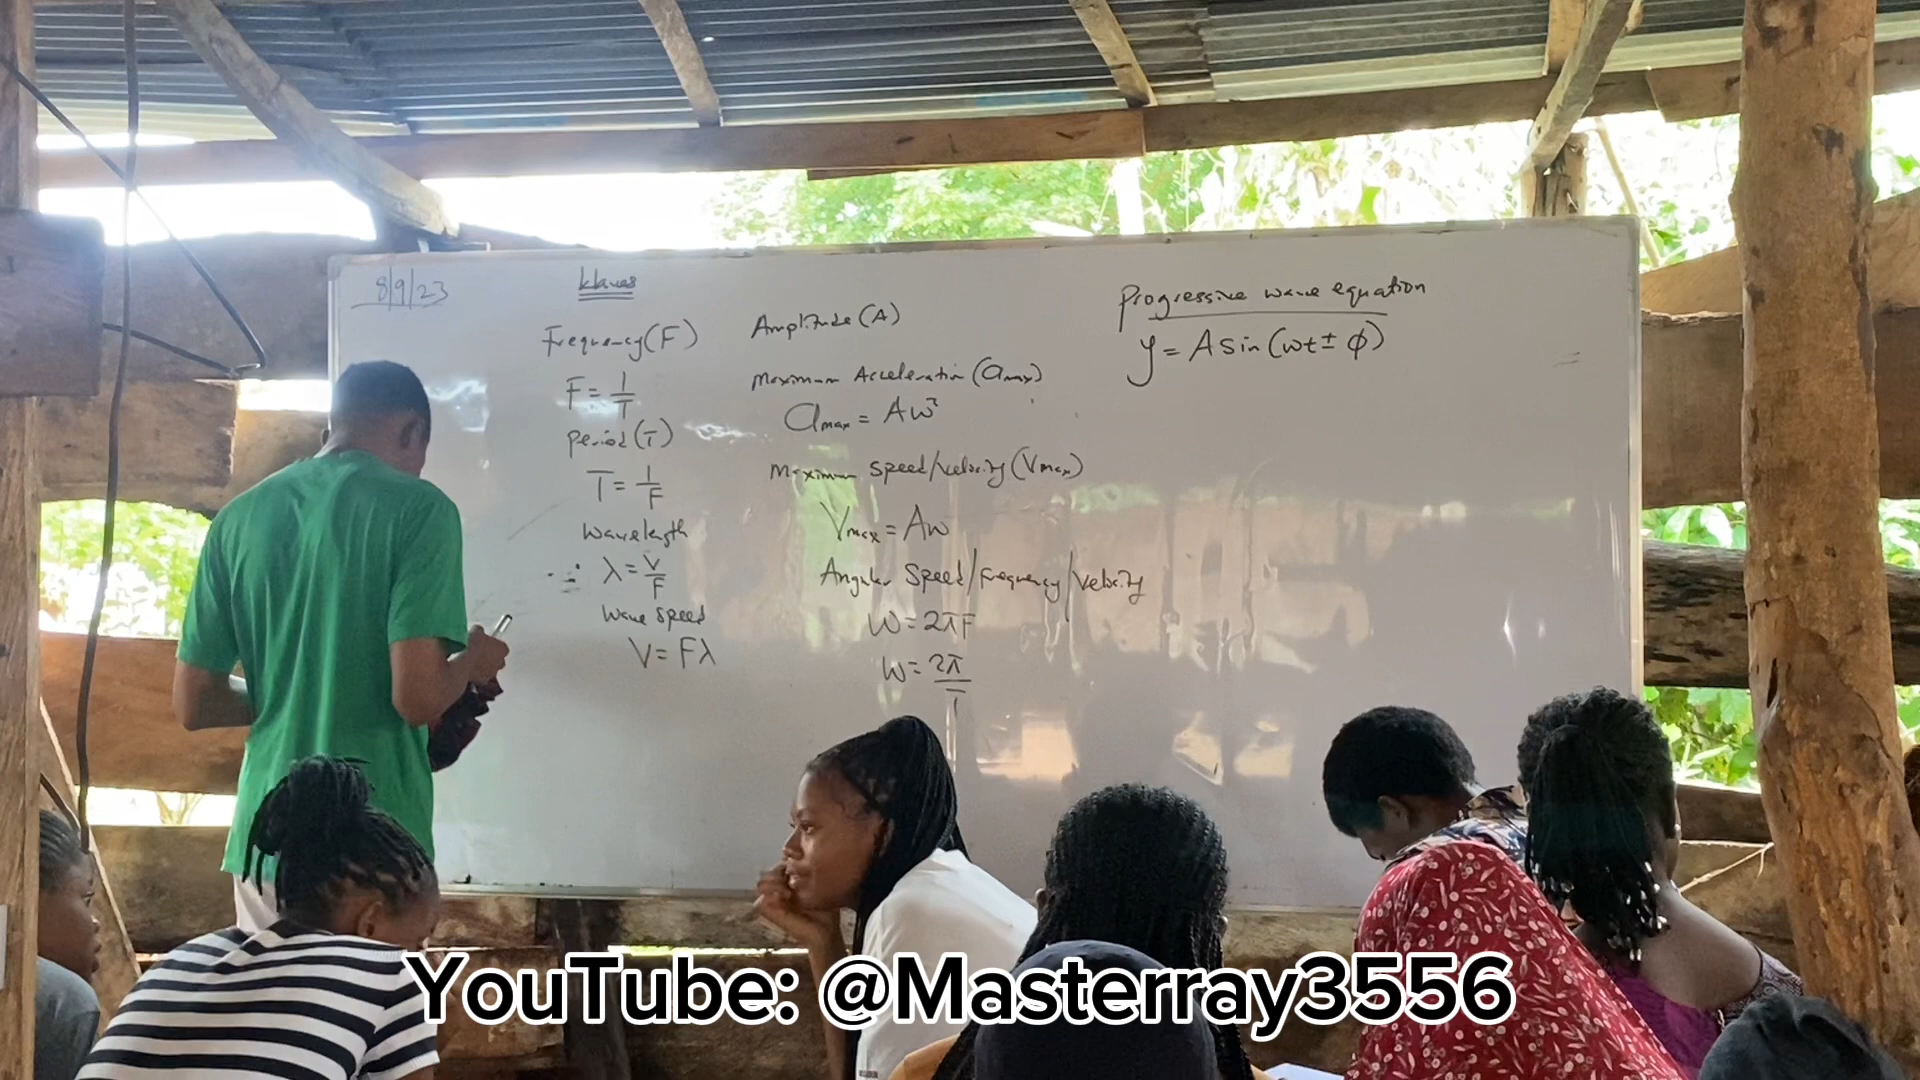 8/9/23
Waves
Frequency (F)
F = 1/T
Period (T)
T = 1/F
Wavelength
λ = V/F
Wave speed
V = Fλ
Amplitude (A)
Maximum Acceleration (amax)
amax = Aω²
Maximum speed/velocity (Vmax)
Vmax = Aω
Angular speed/frequency/velocity
ω = 2πF
ω = 2π/T
Progressive wave equation
y = A sin (ωt ± ϕ)
YouTube: @Masterray3556